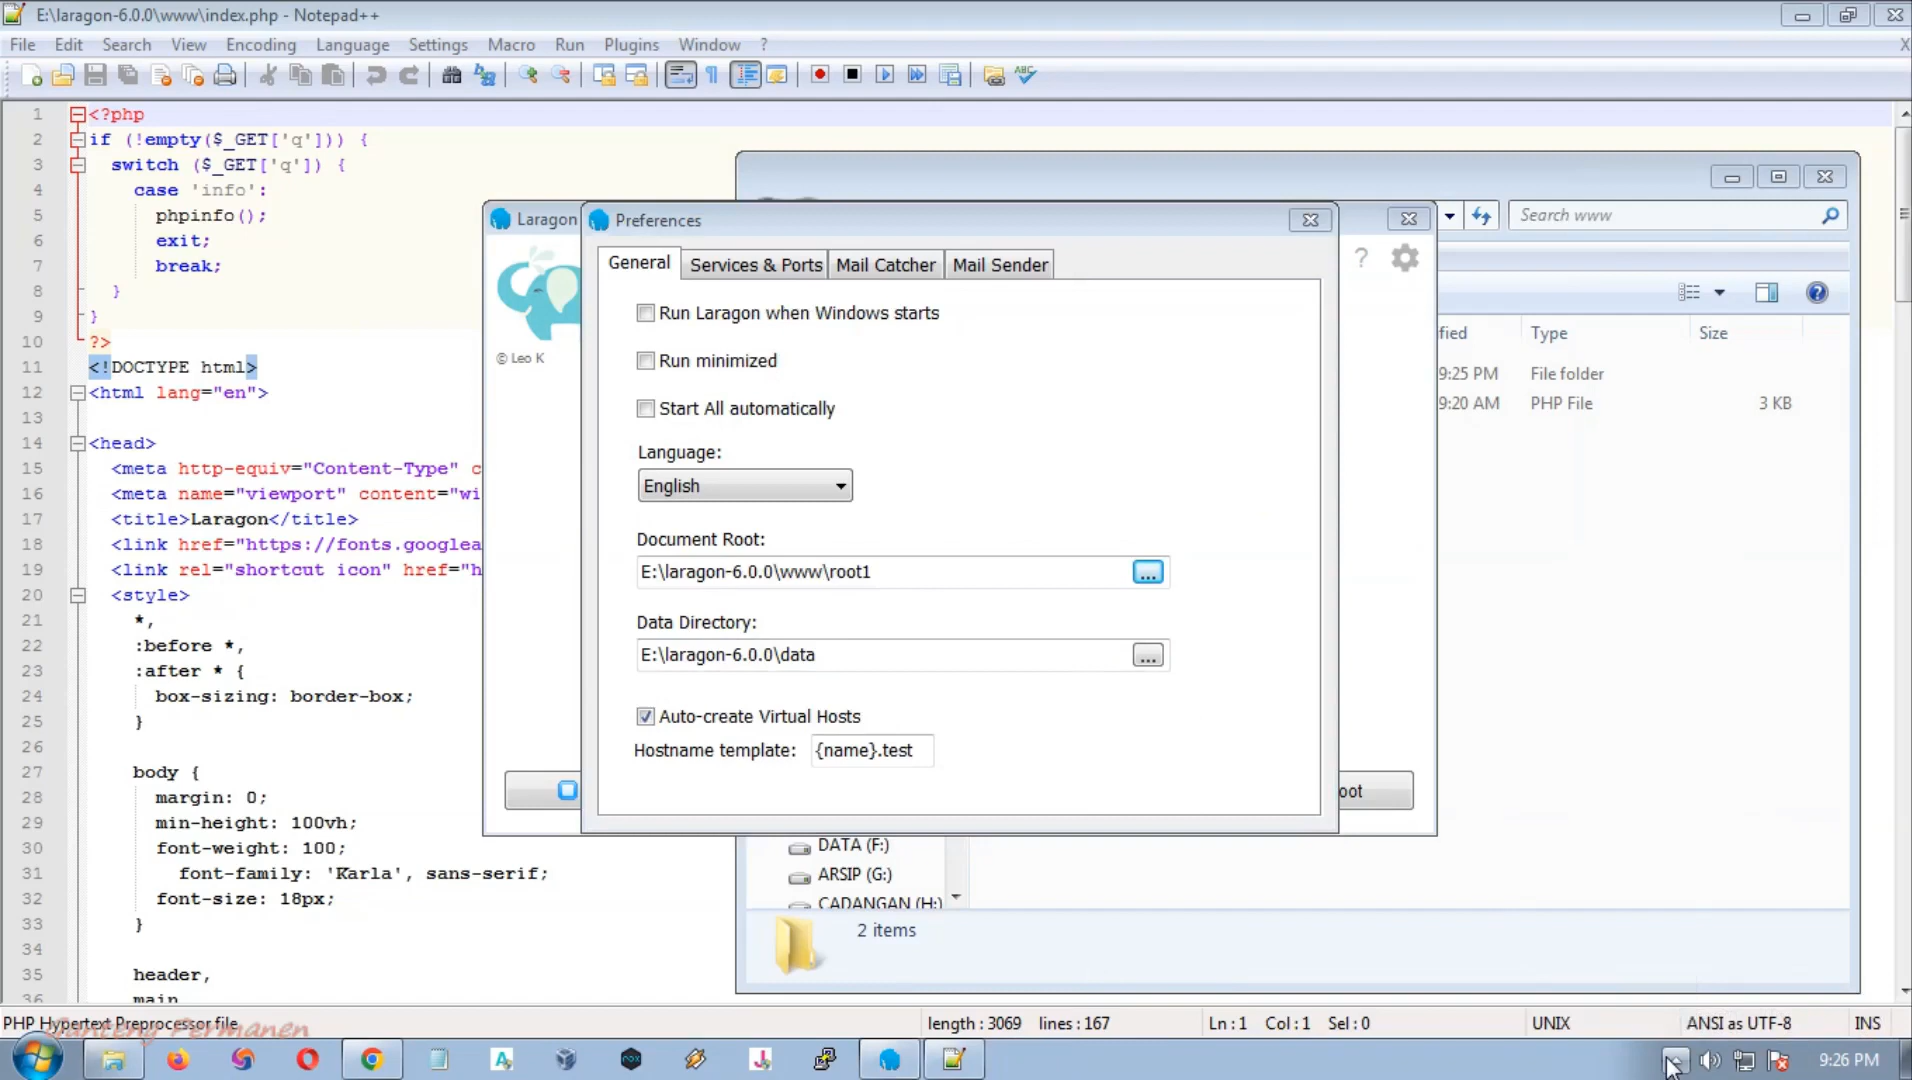 E:\laragon-6.0.0\www\index.php - Notepad++
File Edit Search View Encoding Language Settings Macro Run Plugins Window ?
X
1 <?php
2 if (!empty($_GET['q'])) {
3 switch ($_GET['q']) {
4 case 'info':
5 phpinfo();
6 exit;
7 break;
8 }
9 }
10 ?>
11 <!DOCTYPE html>
12 <html lang="en">
13
14 <head>
15 <meta http-equiv="Content-Type" c
16 <meta name="viewport" content="wi
17 <title>Laragon</title>
18 <link href="https://fonts.googlea
19 <link rel="shortcut icon" href="h
20 <style>
21 *,
22 :before *,
23 :after * {
24 box-sizing: border-box;
25 }
26
27 body {
28 margin: 0;
29 min-height: 100vh;
30 font-weight: 100;
31 font-family: 'Karla', sans-serif;
32 font-size: 18px;
33 }
34
35 header,
36 main
Laragon
© Leo K
Preferences
General Services & Ports Mail Catcher Mail Sender
Run Laragon when Windows starts
Run minimized
Start All automatically
Language:
English
Document Root:
E:\laragon-6.0.0\www\root1
...
Data Directory:
E:\laragon-6.0.0\data
...
Auto-create Virtual Hosts
Hostname template: {name}.test
?
oot
Search www
fied Type Size
9:25 PM File folder
9:20 AM PHP File 3 KB
DATA (F:)
ARSIP (G:)
CADANGAN (H:)
2 items
PHP Hypertext Preprocessor file
Ganteng Permanen
length : 3069 lines : 167
Ln : 1 Col : 1 Sel : 0
UNIX
ANSI as UTF-8
INS
9:26 PM